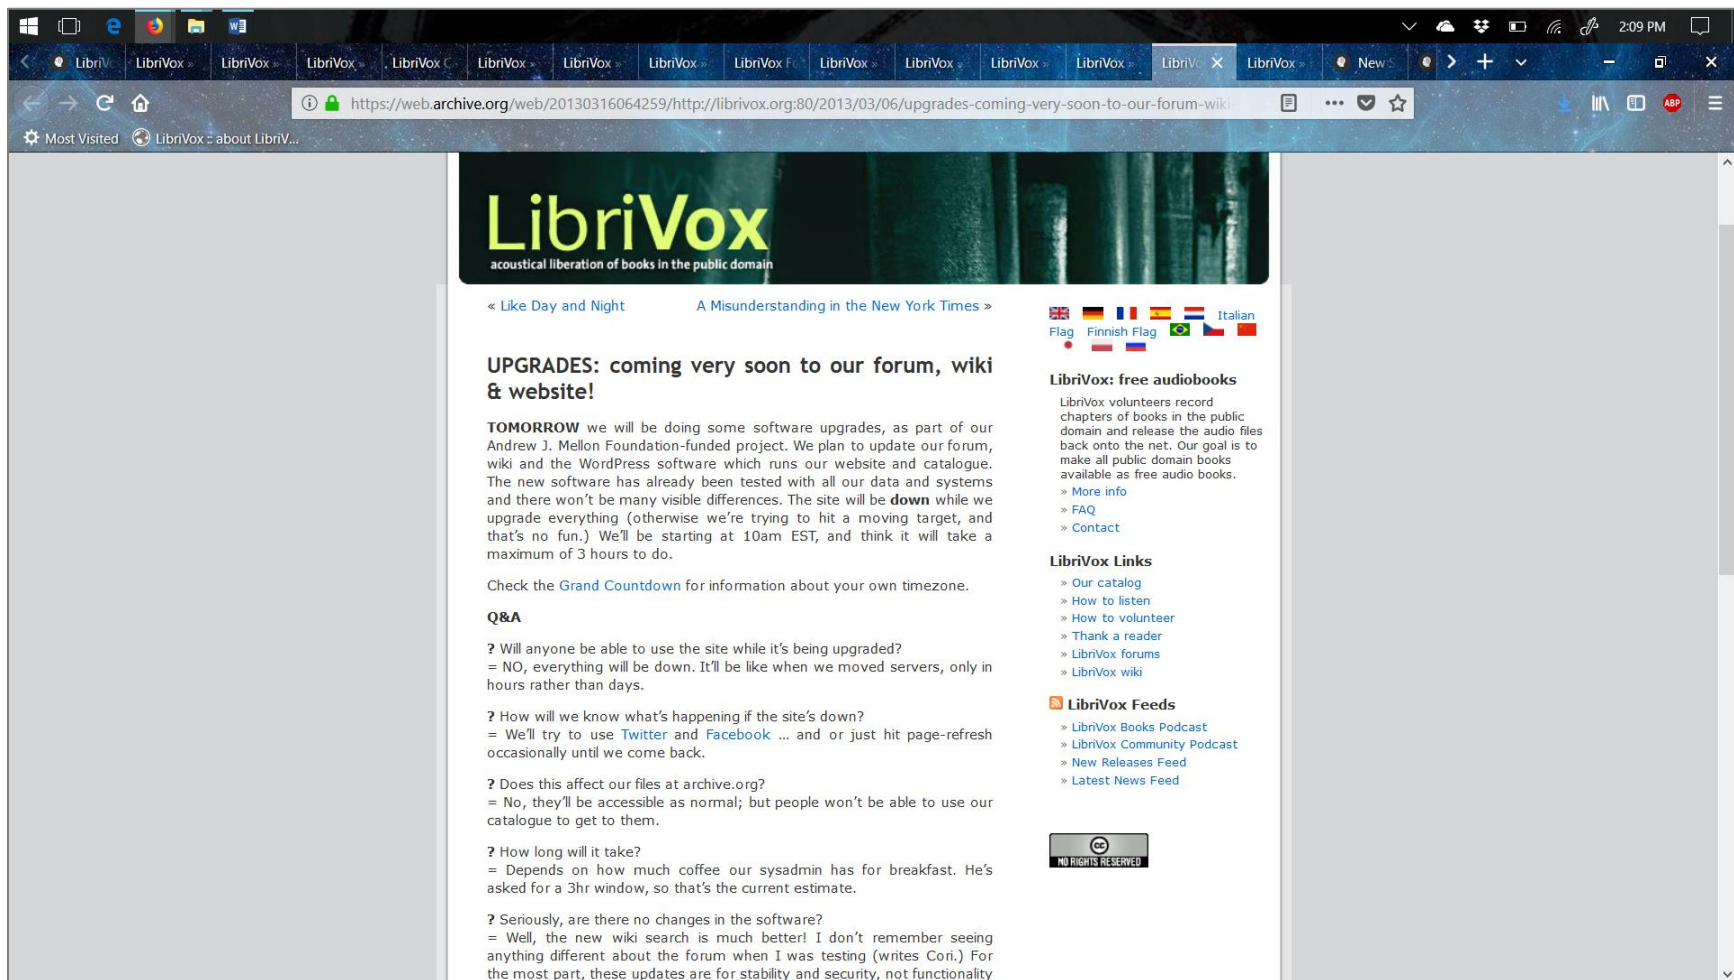 2:09 PM
LibriV
LibriVox »
LibriVox »
LibriVox »
LibriVox C
LibriVox »
LibriVox »
LibriVox »
LibriVox F
LibriVox »
LibriVox »
LibriVox »
LibriVox »
LibriVo
LibriVox »
New S
https://web.archive.org/web/20130316064259/http://librivox.org:80/2013/03/06/upgrades-coming-very-soon-to-our-forum-wiki-
ABP
Most Visited
LibriVox :: about LibriV...
LibriVox
acoustical liberation of books in the public domain
« Like Day and Night
A Misunderstanding in the New York Times »
UPGRADES: coming very soon to our forum, wiki
& website!
TOMORROW we will be doing some software upgrades, as part of our
Andrew J. Mellon Foundation-funded project. We plan to update our forum,
wiki and the WordPress software which runs our website and catalogue.
The new software has already been tested with all our data and systems
and there won't be many visible differences. The site will be down while we
upgrade everything (otherwise we're trying to hit a moving target, and
that's no fun.) We'll be starting at 10am EST, and think it will take a
maximum of 3 hours to do.
Check the Grand Countdown for information about your own timezone.
Q&A
? Will anyone be able to use the site while it's being upgraded?
= NO, everything will be down. It'll be like when we moved servers, only in
hours rather than days.
? How will we know what's happening if the site's down?
= We'll try to use Twitter and Facebook … and or just hit page-refresh
occasionally until we come back.
? Does this affect our files at archive.org?
= No, they'll be accessible as normal; but people won't be able to use our
catalogue to get to them.
? How long will it take?
= Depends on how much coffee our sysadmin has for breakfast. He's
asked for a 3hr window, so that's the current estimate.
? Seriously, are there no changes in the software?
= Well, the new wiki search is much better! I don't remember seeing
anything different about the forum when I was testing (writes Cori.) For
the most part, these updates are for stability and security, not functionality
Italian
Flag Finnish Flag
LibriVox: free audiobooks
LibriVox volunteers record
chapters of books in the public
domain and release the audio files
back onto the net. Our goal is to
make all public domain books
available as free audio books.
» More info
» FAQ
» Contact
LibriVox Links
» Our catalog
» How to listen
» How to volunteer
» Thank a reader
» LibriVox forums
» LibriVox wiki
LibriVox Feeds
» LibriVox Books Podcast
» LibriVox Community Podcast
» New Releases Feed
» Latest News Feed
cc
NO RIGHTS RESERVED